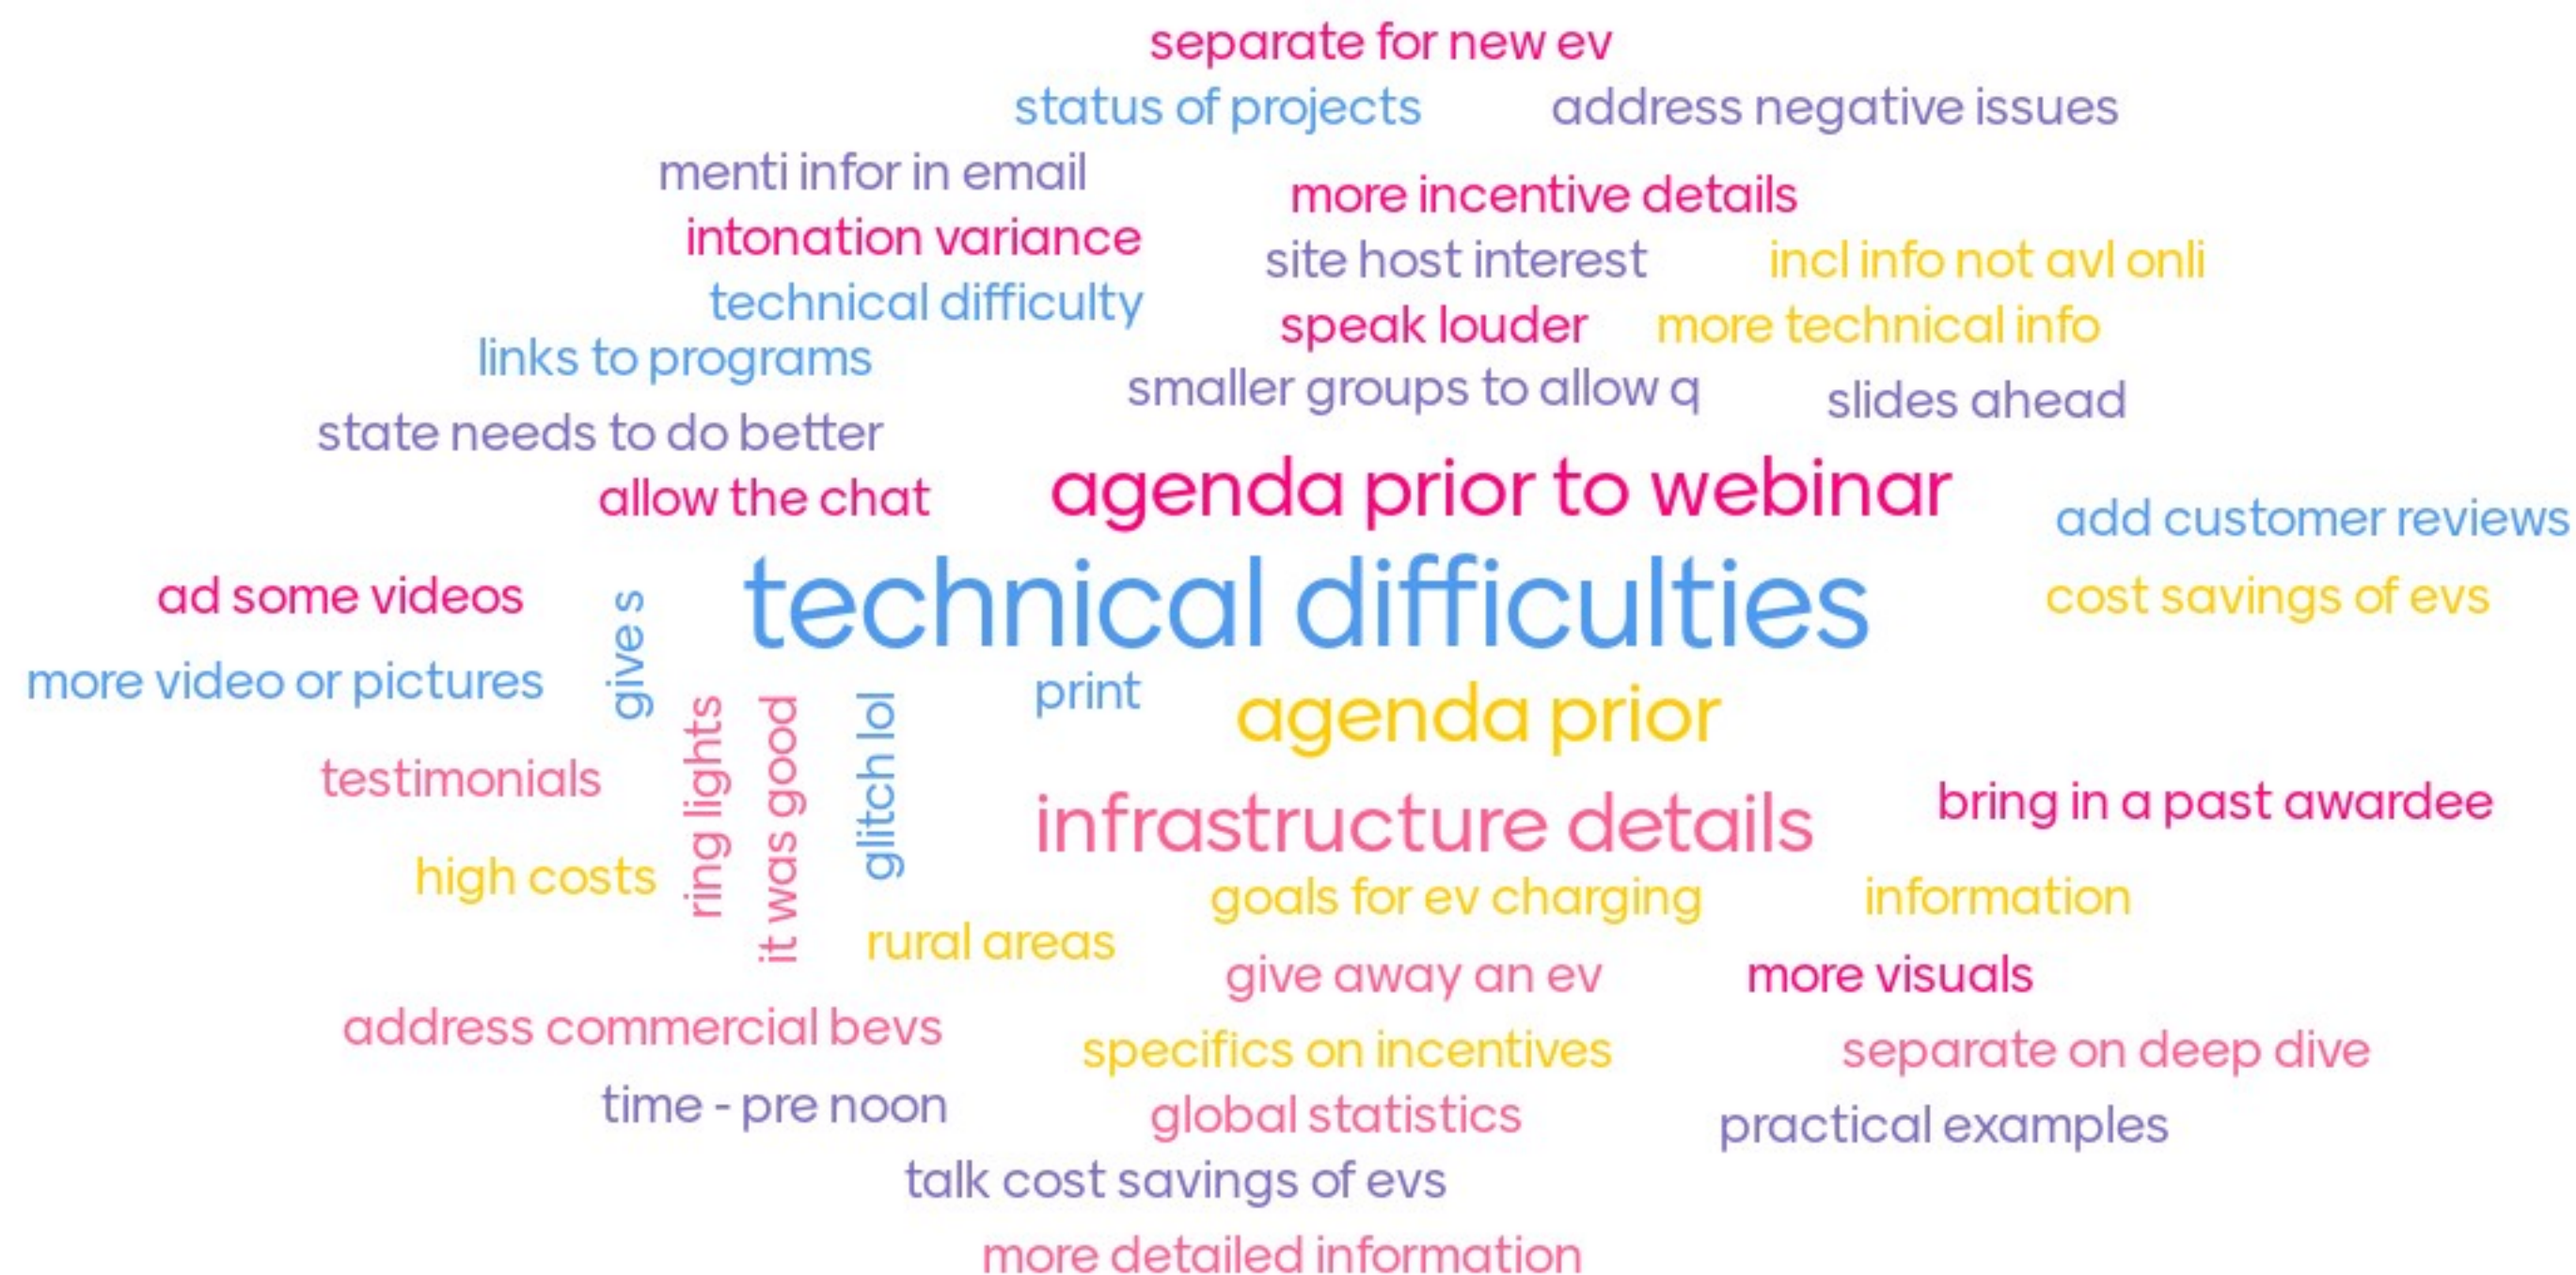 separate for new ev
status of projects
address negative issues
menti infor in email
more incentive details
intonation variance
site host interest
incl info not avl onli
technical difficulty
speak louder
more technical info
links to programs
smaller groups to allow q
slides ahead
state needs to do better
agenda prior to webinar
allow the chat
add customer reviews
technical difficulties
ad some videos
give s
cost savings of evs
more video or pictures
print
agenda prior
ring lights
it was good
glitch lol
testimonials
infrastructure details
bring in a past awardee
high costs
goals for ev charging
information
rural areas
give away an ev
more visuals
address commercial bevs
specifics on incentives
separate on deep dive
time - pre noon
global statistics
practical examples
talk cost savings of evs
more detailed information